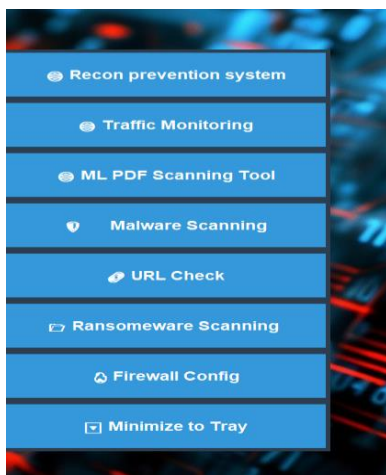 Recon prevention system
Traffic Monitoring
ML PDF Scanning Tool
Malware Scanning
URL Check
Ransomeware Scanning
Firewall Config
Minimize to Tray